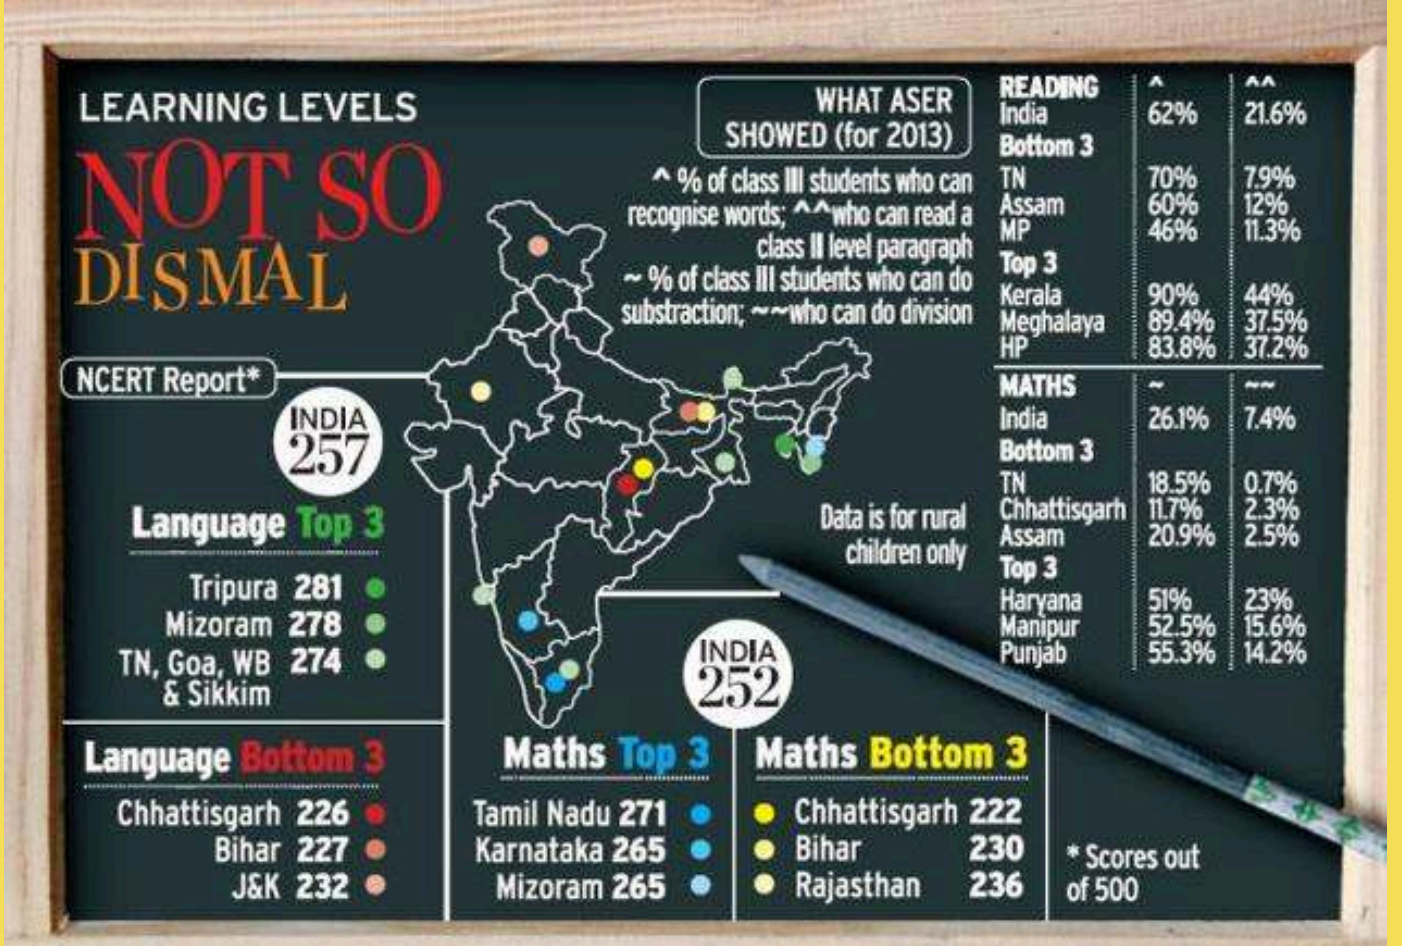 LEARNING LEVELS
NOT SO
DISMAL
NCERT Report*
INDIA
257
Language Top 3
Tripura 281
Mizoram 278
TN, Goa, WB 274
& Sikkim
Language Bottom 3
Chhattisgarh 226
Bihar 227
J&K 232
WHAT ASER
SHOWED (for 2013)
^ % of class III students who can
recognise words; ^^who can read a
class II level paragraph
~ % of class III students who can do
substraction; ~~who can do division
Data is for rural
children only
INDIA
252
Maths Top 3
Tamil Nadu 271
Karnataka 265
Mizoram 265
Maths Bottom 3
Chhattisgarh 222
Bihar 230
Rajasthan 236
* Scores out
of 500
READING ^ ^^
India 62% 21.6%
Bottom 3
TN 70% 7.9%
Assam 60% 12%
MP 46% 11.3%
Top 3
Kerala 90% 44%
Meghalaya 89.4% 37.5%
HP 83.8% 37.2%
MATHS ~ ~~
India 26.1% 7.4%
Bottom 3
TN 18.5% 0.7%
Chhattisgarh 11.7% 2.3%
Assam 20.9% 2.5%
Top 3
Haryana 51% 23%
Manipur 52.5% 15.6%
Punjab 55.3% 14.2%